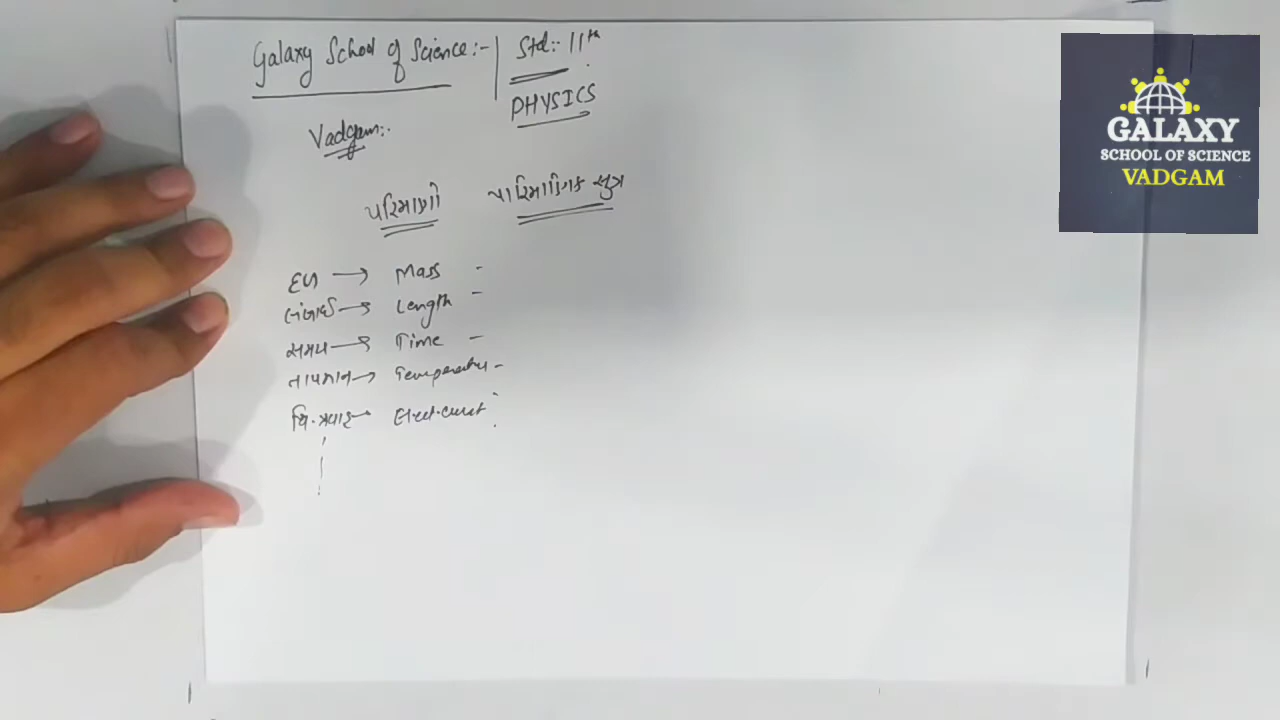 Galaxy School of Science:- | Std:: 11th
PHYSICS
Vadgam:.
પરિમાણો પારિમાણિક સુત્ર
દળ → Mass -
લંબાઈ → Length -
સમય → Time -
તાપમાન → Temperature -
વિ.પ્રવાહ → Elect.current
GALAXY
SCHOOL OF SCIENCE
VADGAM